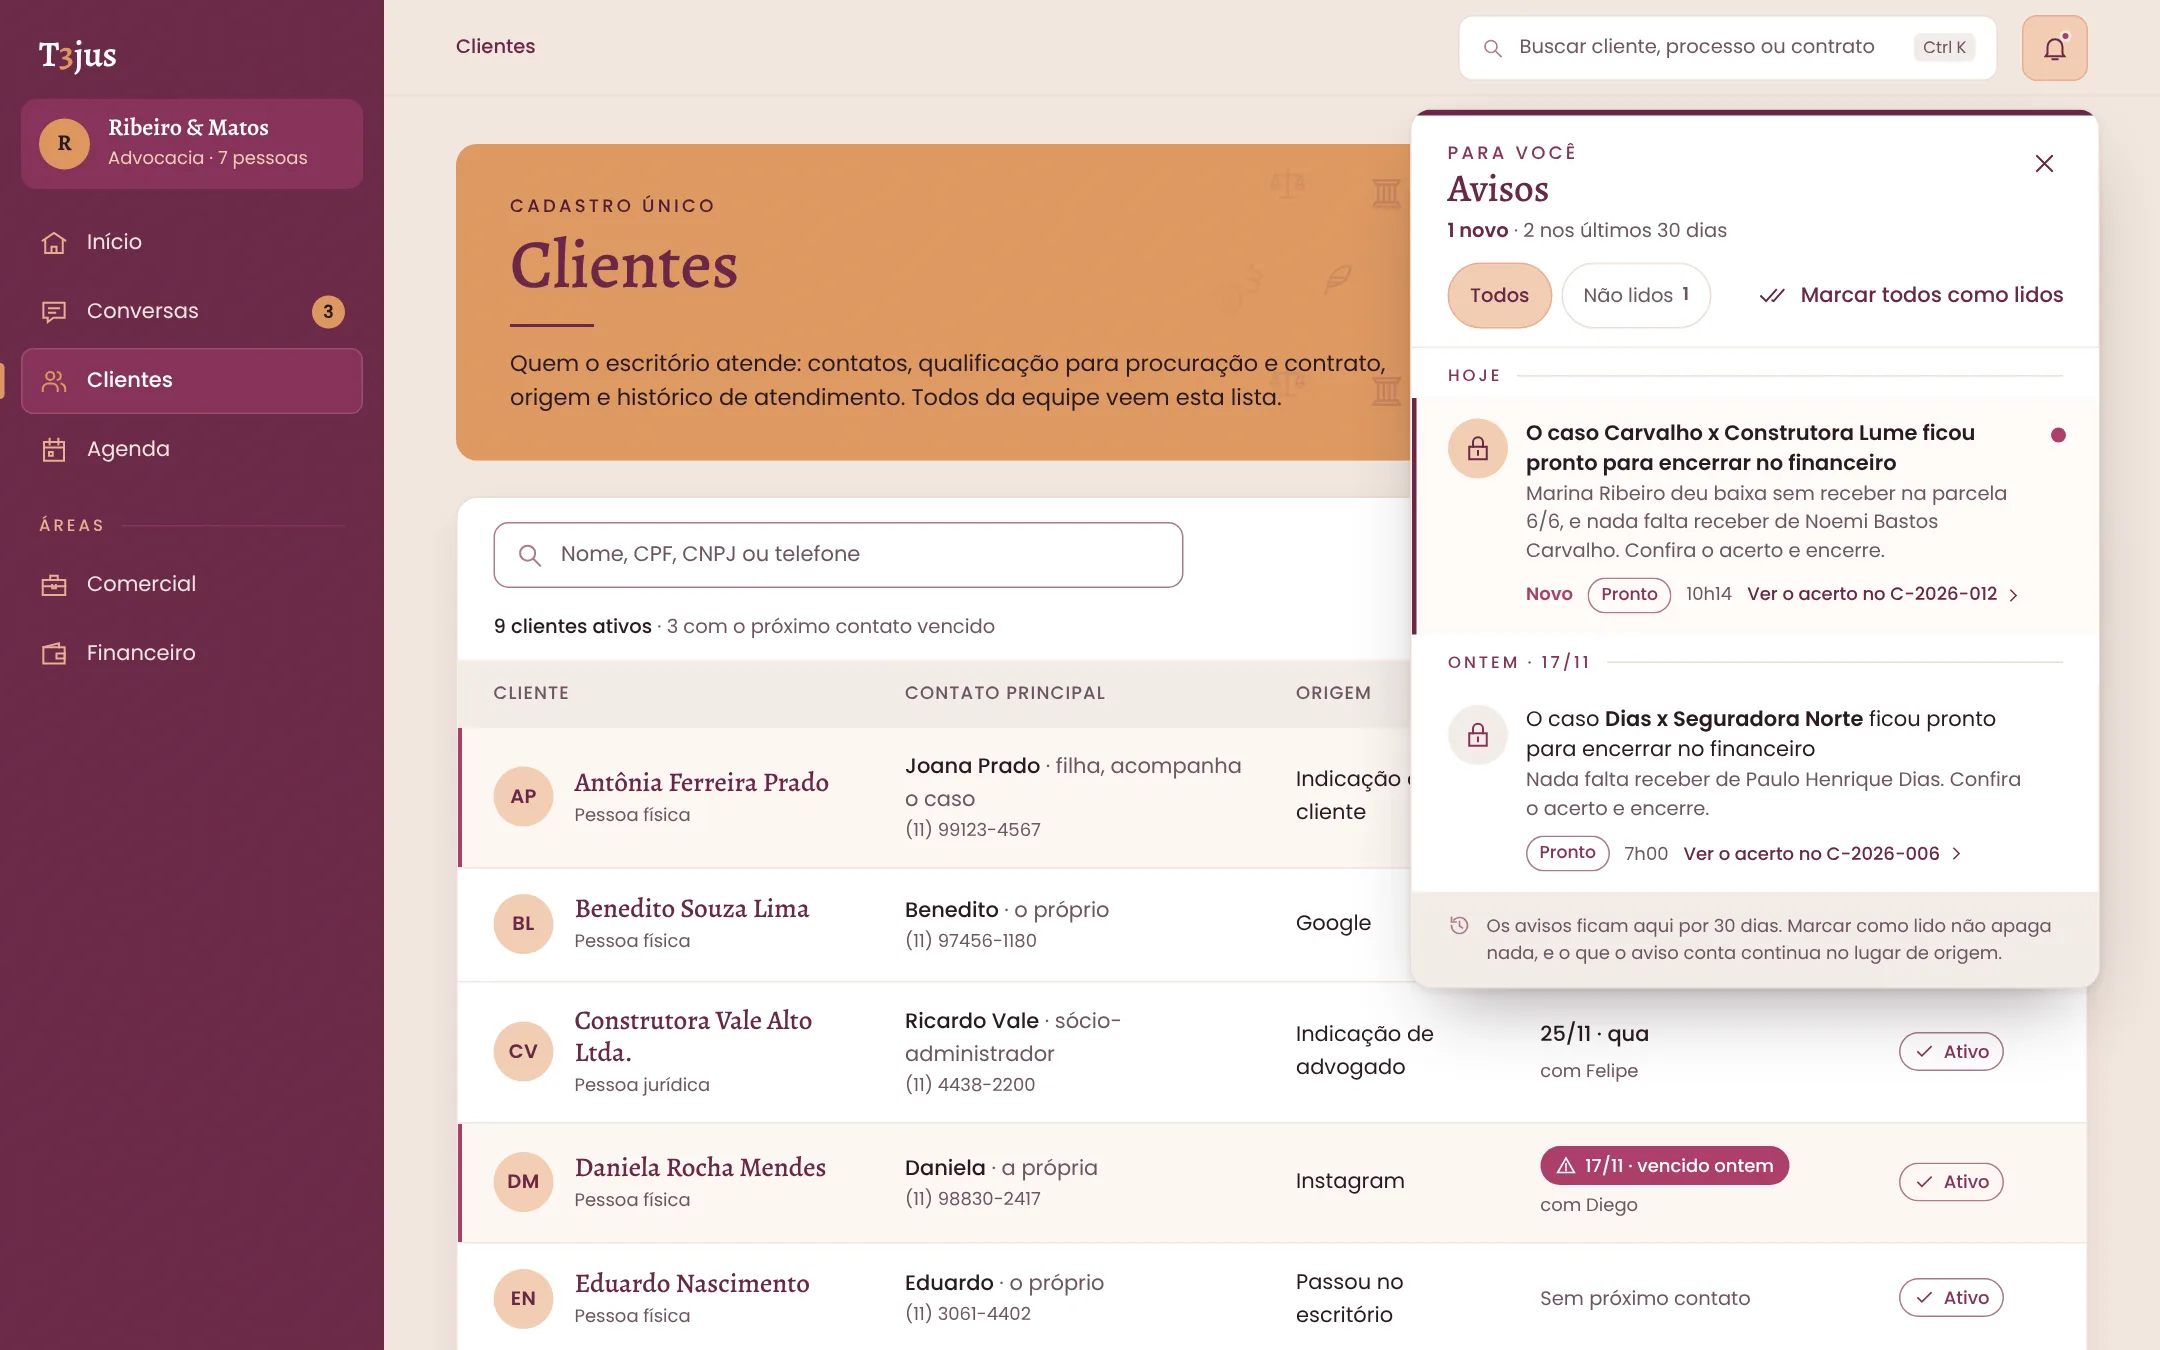 T3jus
R
Ribeiro & Matos
Advocacia · 7 pessoas
Início
Conversas
3
Clientes
Agenda
ÁREAS
Comercial
Financeiro
Clientes
Buscar cliente, processo ou contrato
Ctrl K
CADASTRO ÚNICO
Clientes
Quem o escritório atende: contatos, qualificação para procuração e contrato,
origem e histórico de atendimento. Todos da equipe veem esta lista.
Nome, CPF, CNPJ ou telefone
9 clientes ativos · 3 com o próximo contato vencido
CLIENTE
CONTATO PRINCIPAL
ORIGEM
AP
Antônia Ferreira Prado
Pessoa física
Joana Prado · filha, acompanha
o caso
(11) 99123-4567
Indicação
cliente
BL
Benedito Souza Lima
Pessoa física
Benedito · o próprio
(11) 97456-1180
Google
CV
Construtora Vale Alto
Ltda.
Pessoa jurídica
Ricardo Vale · sócio-
administrador
(11) 4438-2200
Indicação de
advogado
25/11 · qua
com Felipe
Ativo
DM
Daniela Rocha Mendes
Pessoa física
Daniela · a própria
(11) 98830-2417
Instagram
17/11 · vencido ontem
com Diego
Ativo
EN
Eduardo Nascimento
Pessoa física
Eduardo · o próprio
(11) 3061-4402
Passou no
escritório
Sem próximo contato
Ativo
PARA VOCÊ
Avisos
1 novo · 2 nos últimos 30 dias
Todos
Não lidos 1
Marcar todos como lidos
HOJE
O caso Carvalho x Construtora Lume ficou
pronto para encerrar no financeiro
Marina Ribeiro deu baixa sem receber na parcela
6/6, e nada falta receber de Noemi Bastos
Carvalho. Confira o acerto e encerre.
Novo
Pronto
10h14
Ver o acerto no C-2026-012
ONTEM · 17/11
O caso Dias x Seguradora Norte ficou pronto
para encerrar no financeiro
Nada falta receber de Paulo Henrique Dias. Confira
o acerto e encerre.
Pronto
7h00
Ver o acerto no C-2026-006
Os avisos ficam aqui por 30 dias. Marcar como lido não apaga
nada, e o que o aviso conta continua no lugar de origem.